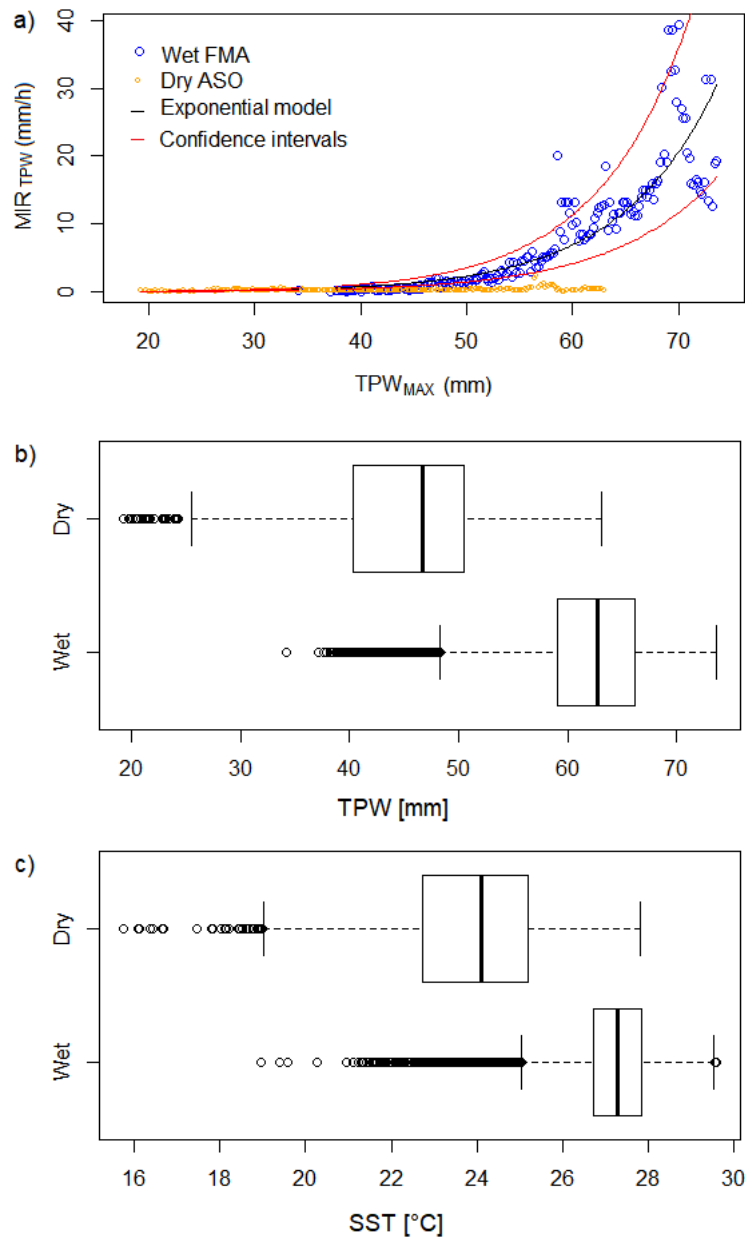 a)
MIR TPW (mm/h)
40
30
20
10
0
Wet FMA
Dry ASO
Exponential model
Confidence intervals
20 30 40 50 60 70
TPW MAX (mm)
b)
Dry
Wet
20 30 40 50 60 70
TPW [mm]
c)
Dry
Wet
16 18 20 22 24 26 28 30
SST [°C]